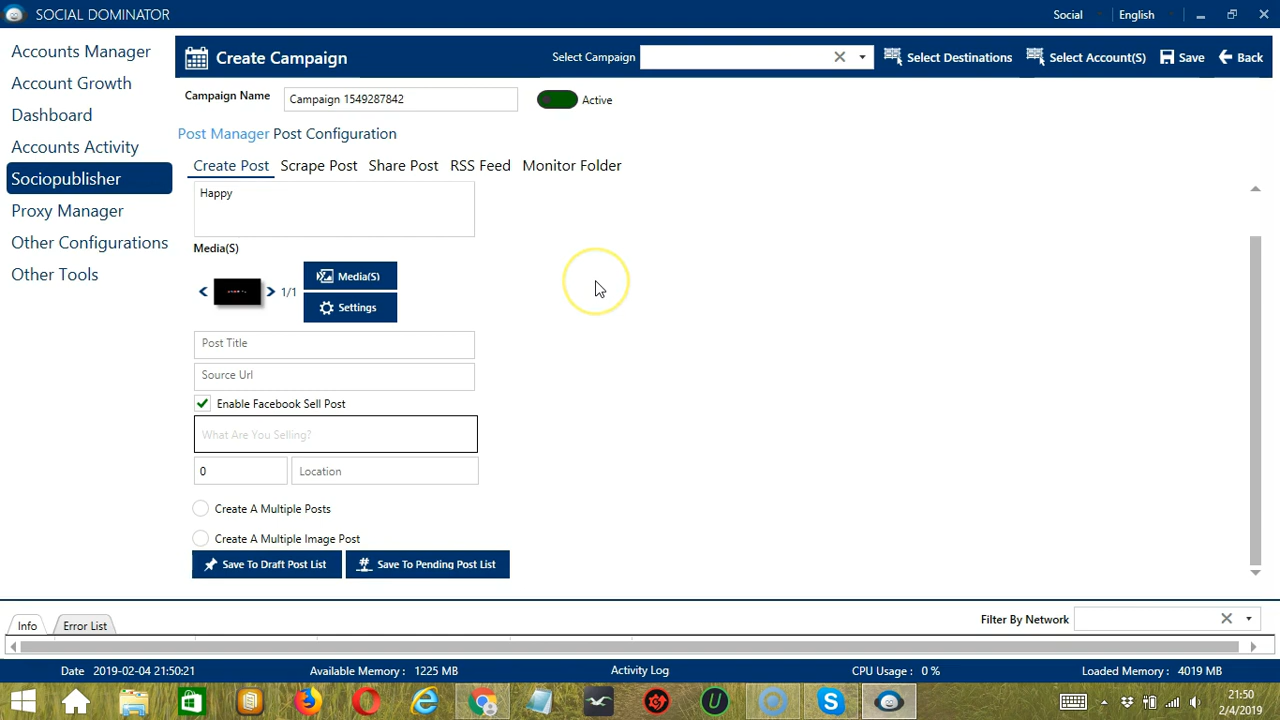 SOCIAL DOMINATOR
Social
English
Accounts Manager
Account Growth
Dashboard
Accounts Activity
Sociopublisher
Proxy Manager
Other Configurations
Other Tools
Create Campaign
Select Campaign
Select Destinations
Select Account(S)
Save
Back
Campaign Name
Campaign 1549287842
Active
Post Manager Post Configuration
Create Post
Scrape Post
Share Post
RSS Feed
Monitor Folder
Happy
Media(S)
1/1
Media(S)
Settings
Post Title
Source Url
Enable Facebook Sell Post
What Are You Selling?
0
Location
Create A Multiple Posts
Create A Multiple Image Post
Save To Draft Post List
Save To Pending Post List
Info
Error List
Filter By Network
Date 2019-02-04 21:50:21
Available Memory : 1225 MB
Activity Log
CPU Usage : 0 %
Loaded Memory : 4019 MB
21:50
2/4/2019